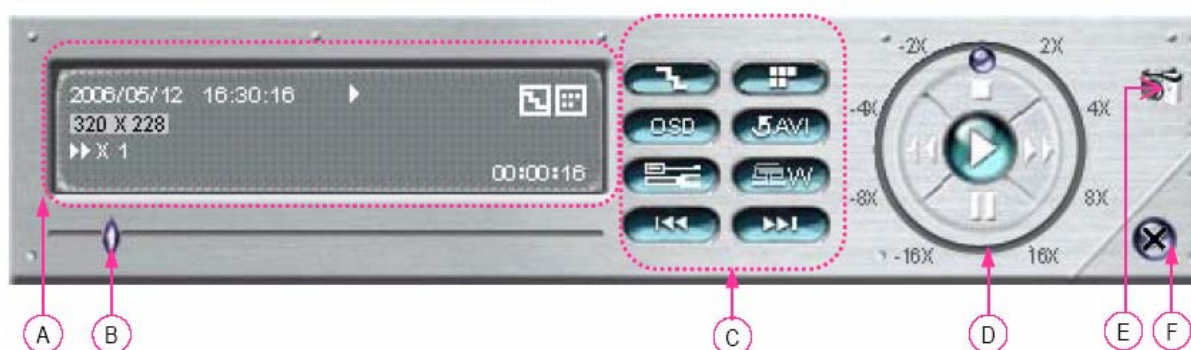 2006/05/12 16:30:16
320 X 228
X 1
00:00:16
OSD AVI
W
-2X 2X
-4X 4X
-8X 8X
-16X 16X
A B C D E F